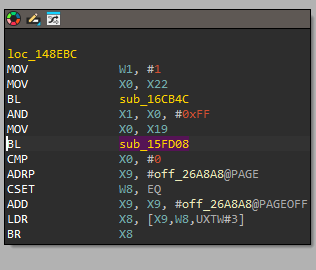 loc_148EBC
MOV W1, #1
MOV X0, X22
BL sub_16CB4C
AND X1, X0, #0xFF
MOV X0, X19
BL sub_15FD08
CMP X0, #0
ADRP X9, #off_26A8A8@PAGE
CSET W8, EQ
ADD X9, X9, #off_26A8A8@PAGEOFF
LDR X8, [X9,W8,UXTW#3]
BR X8